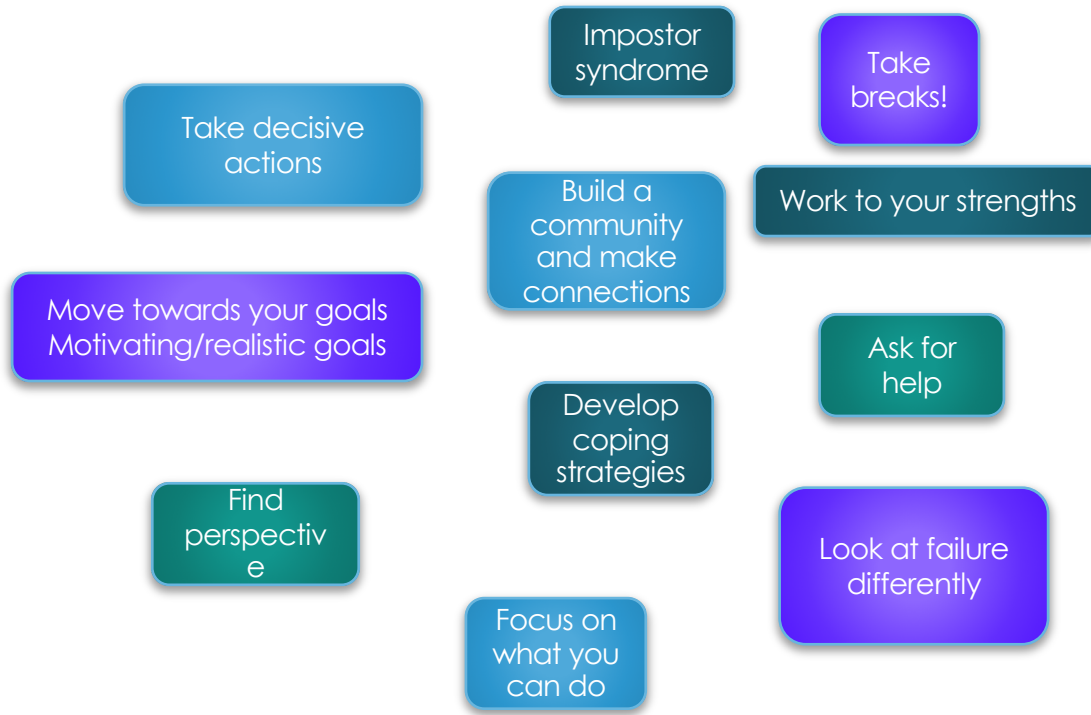 Impostor
syndrome
Take
breaks!
Take decisive
actions
Build a
community
and make
connections
Work to your strengths
Move towards your goals
Motivating/realistic goals
Ask for
help
Develop
coping
strategies
Find
perspectiv
e
Look at failure
differently
Focus on
what you
can do